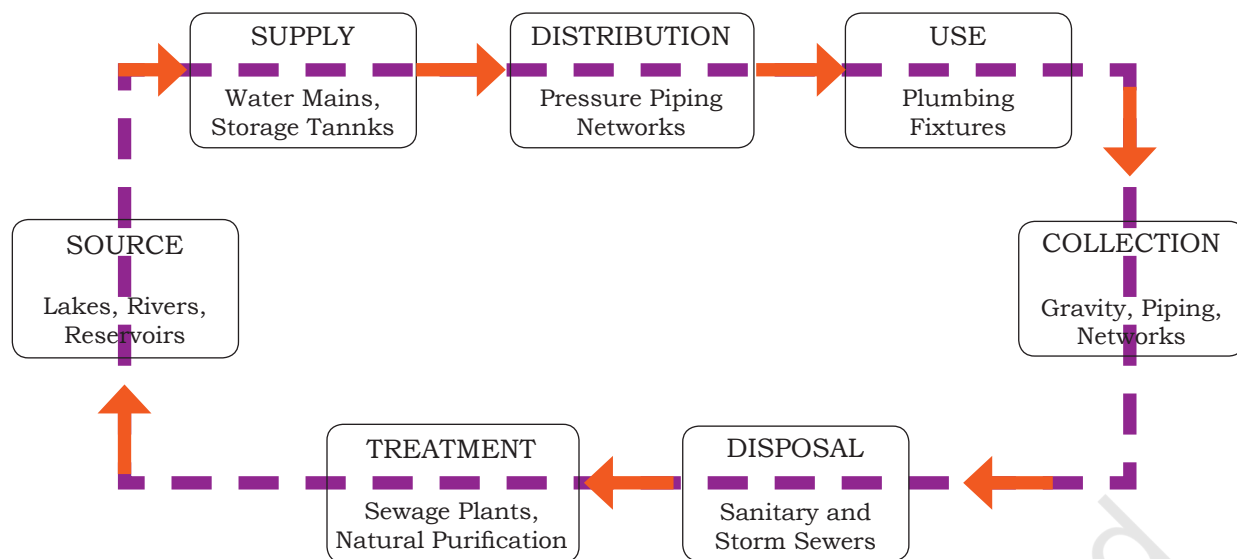 SUPPLY
Water Mains,
Storage Tannks
DISTRIBUTION
Pressure Piping
Networks
USE
Plumbing
Fixtures
SOURCE
Lakes, Rivers,
Reservoirs
COLLECTION
Gravity, Piping,
Networks
TREATMENT
Sewage Plants,
Natural Purification
DISPOSAL
Sanitary and
Storm Sewers